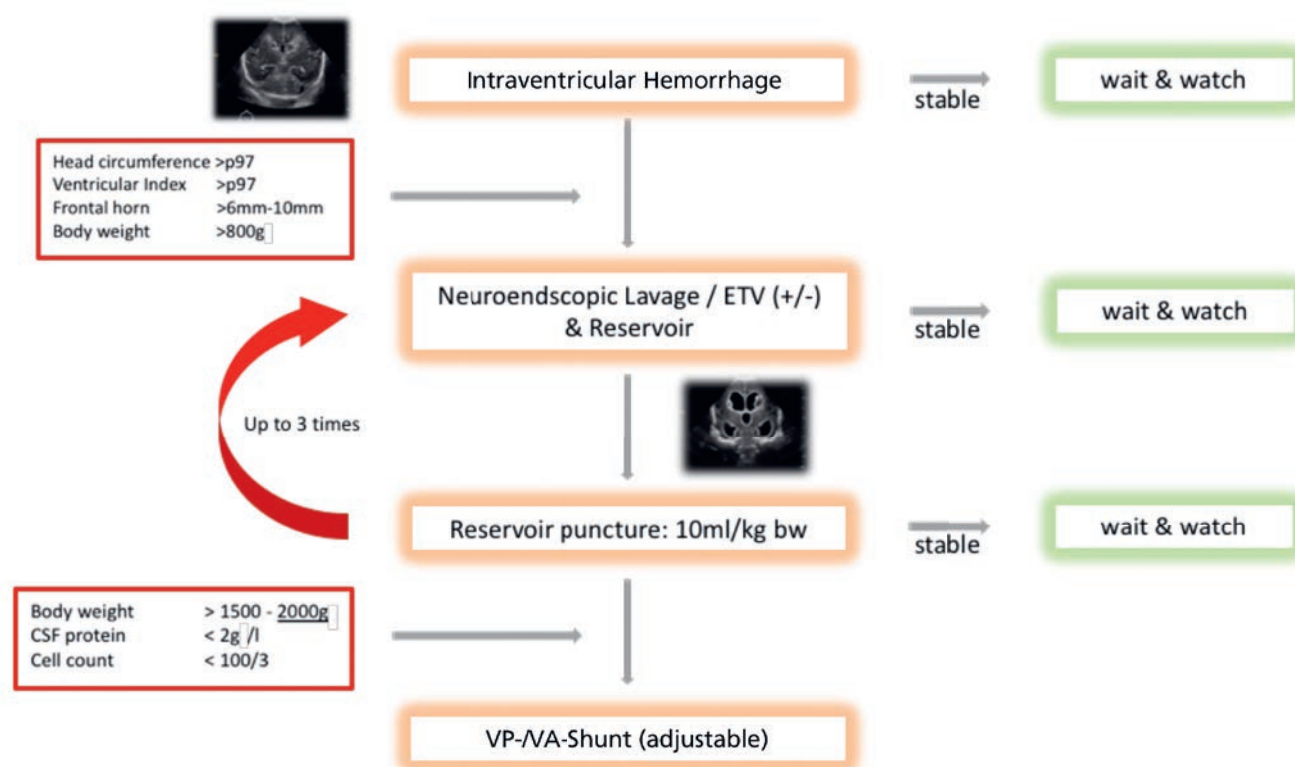 Intraventricular Hemorrhage
stable
wait & watch
Head circumference >p97
Ventricular Index >p97
Frontal horn >6mm-10mm
Body weight >800g
Neuroendscopic Lavage / ETV (+/-)
& Reservoir
stable
wait & watch
Up to 3 times
Reservoir puncture: 10ml/kg bw
stable
wait & watch
Body weight > 1500 - 2000g
CSF protein < 2g /l
Cell count < 100/3
VP-/VA-Shunt (adjustable)